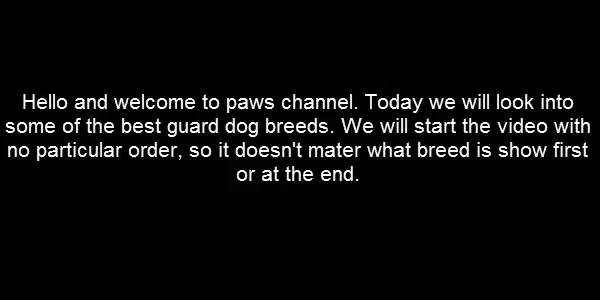 Hello and welcome to paws channel. Today we will look into
some of the best guard dog breeds. We will start the video with
no particular order, so it doesn't mater what breed is show first
or at the end.